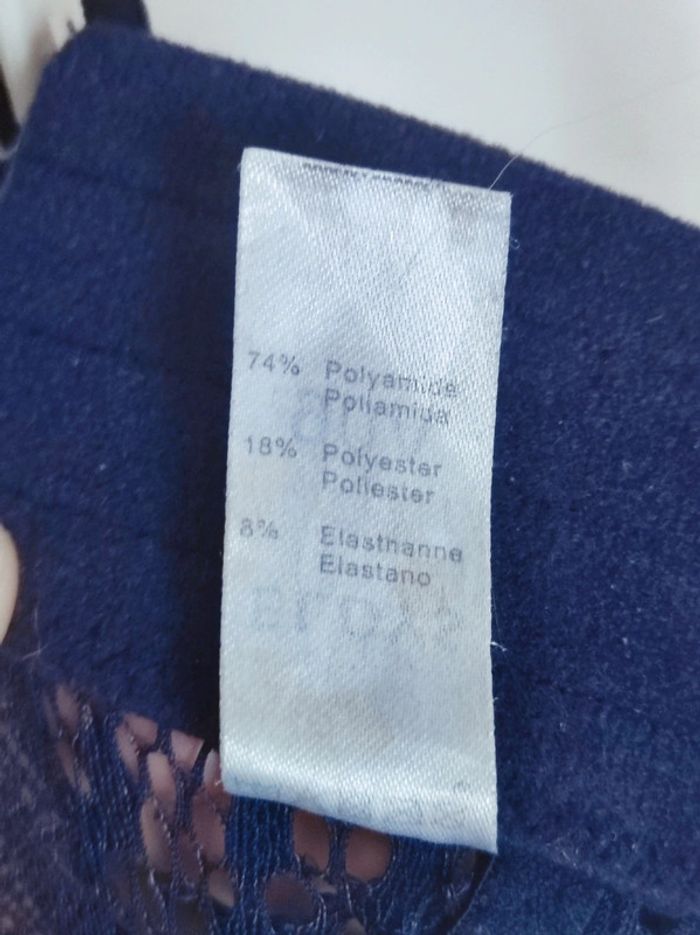 74% Polyamide
Poliamida
18% Polyester
Poliester
8% Elasthanne
Elastano